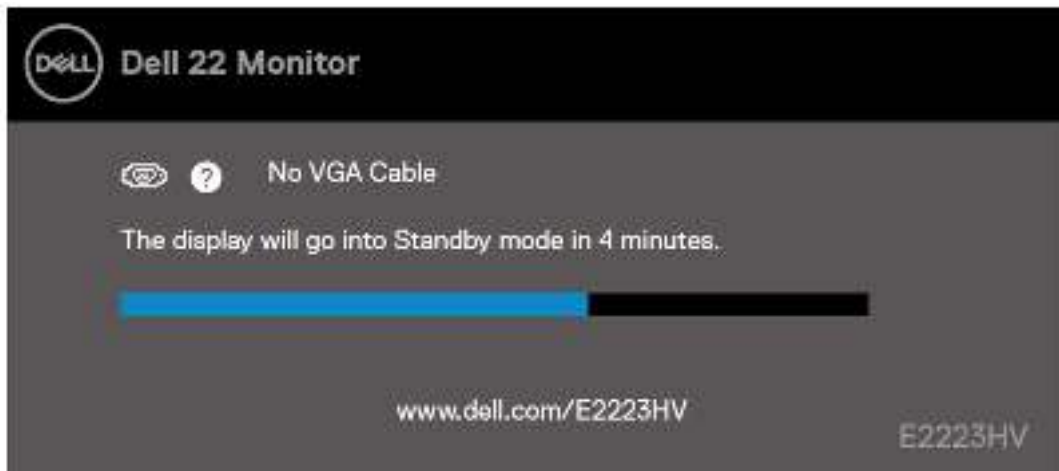 DELL Dell 22 Monitor
No VGA Cable
The display will go into Standby mode in 4 minutes.
www.dell.com/E2223HV
E2223HV